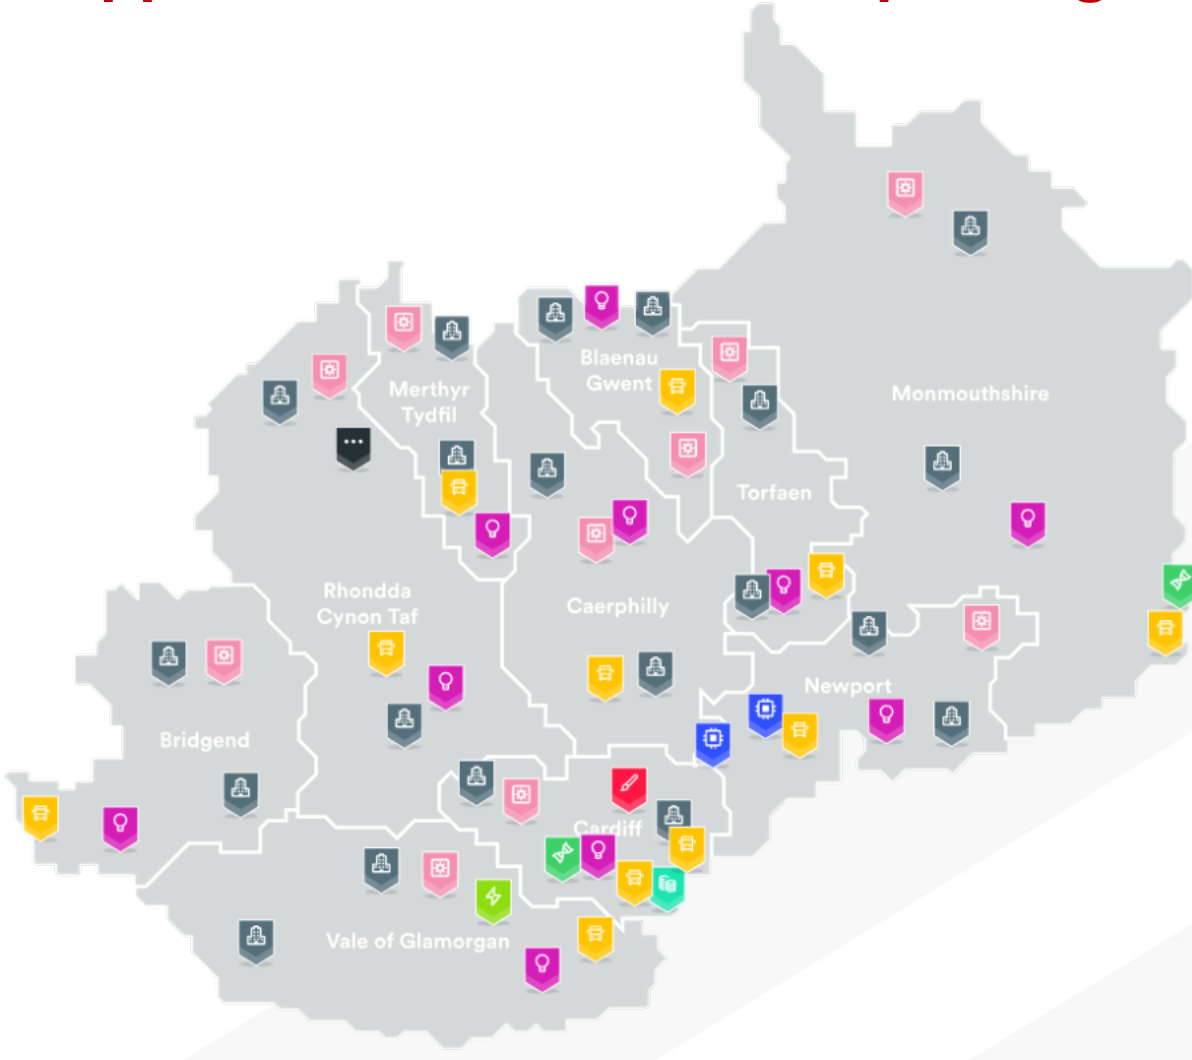 Blaenau
Gwent
Merthyr
Tydfil
Monmouthshire
Torfaen
Rhondda
Cynon Taf
Caerphilly
Newport
Bridgend
Cardiff
Vale of Glamorgan